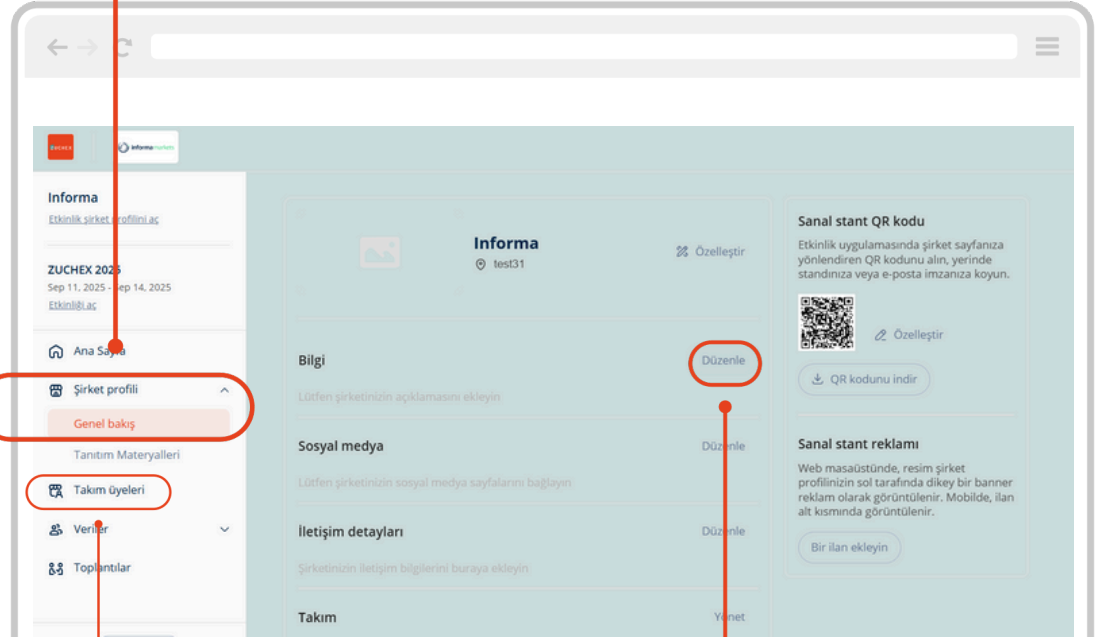 ZUCHEX
informa markets
Informa
Etkinlik şirket profilini aç
ZUCHEX 2025
Sep 11, 2025 - Sep 14, 2025
Etkinliği aç
Ana Sayfa
Şirket profili
Genel bakış
Tanıtım Materyalleri
Takım üyeleri
Veriler
Toplantılar
Informa
test31
Özelleştir
Bilgi
Düzenle
Lütfen şirketinizin açıklamasını ekleyin
Sosyal medya
Düzenle
Lütfen şirketinizin sosyal medya sayfalarını bağlayın
İletişim detayları
Düzenle
Şirketinizin iletişim bilgilerini buraya ekleyin
Takım
Yönet
Sanal stant QR kodu
Etkinlik uygulamasında şirket sayfanıza
yönlendiren QR kodunu alın, yerinde
standınıza veya e-posta imzanıza koyun.
Özelleştir
QR kodunu indir
Sanal stant reklamı
Web masaüstünde, resim şirket
profilinizin sol tarafında dikey bir banner
reklam olarak görüntülenir. Mobilde, ilan
alt kısmında görüntülenir.
Bir ilan ekleyin